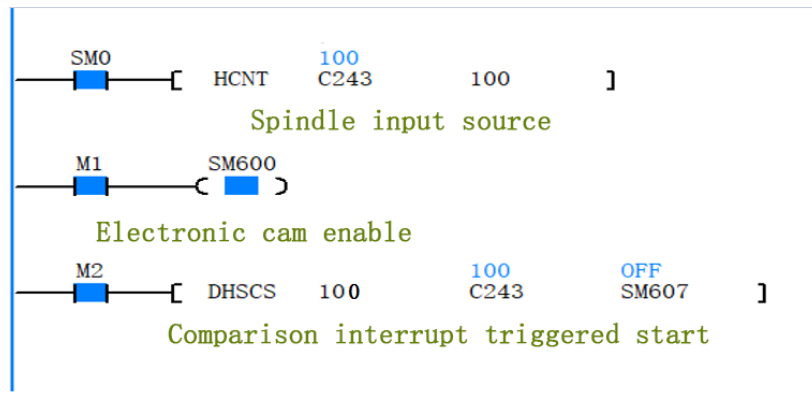 SM0 100
[ HCNT C243 100 ]
Spindle input source
M1 SM600
( )
Electronic cam enable
M2 100 OFF
[ DHSCS 100 C243 SM607 ]
Comparison interrupt triggered start